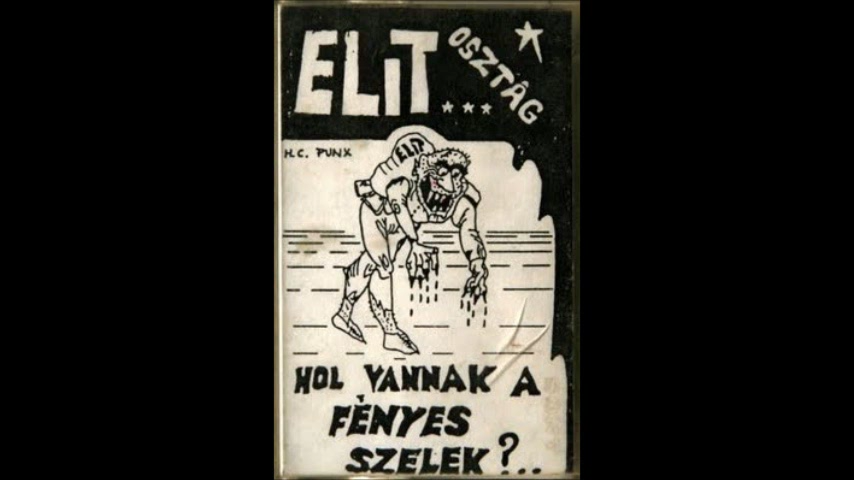 ELIT...
OSZTÁG
H.C. PUNX
ELIT
HOL VANNAK A
FÉNYES
SZELEK?...